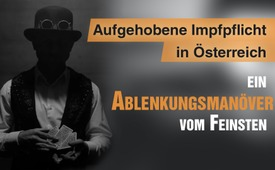 Aufgehobene Impfpflicht
in Österreich
EIN
ABLENKUNGSMANÖVER
VOM FEINSTEN